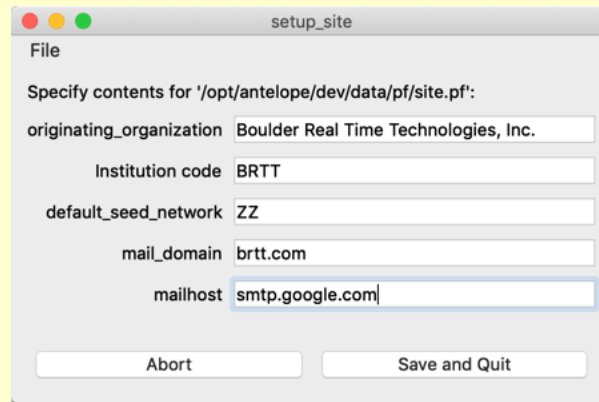 setup_site
File
Specify contents for '/opt/antelope/dev/data/pf/site.pf':
originating_organization Boulder Real Time Technologies, Inc.
Institution code BRTT
default_seed_network ZZ
mail_domain brtt.com
mailhost smtp.google.com
Abort Save and Quit